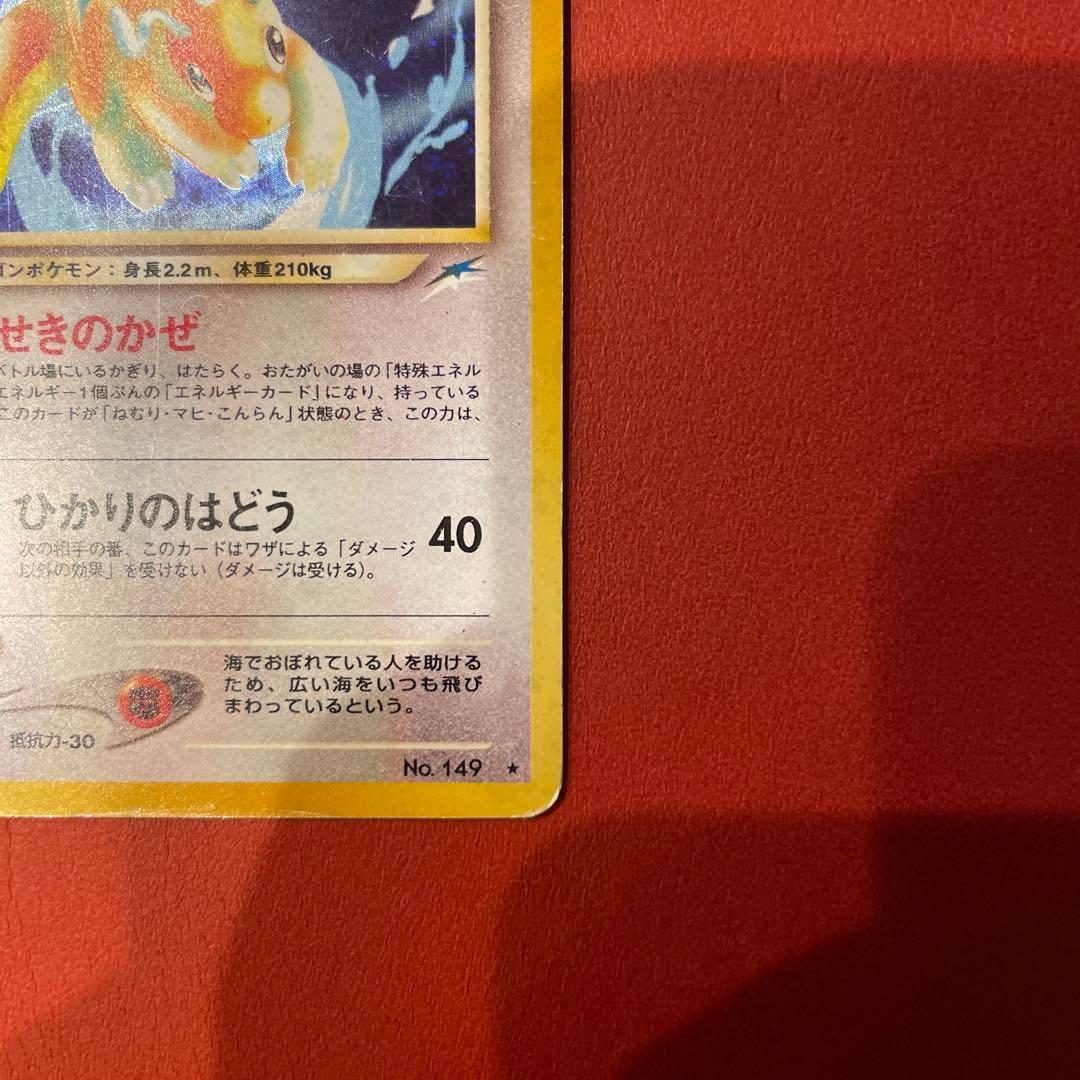 ゴンポケモン：身長2.2m、体重210kg
せきのかぜ
バトル場にいるかぎり、はたらく。おたがいの場の「特殊エネル
エネルギー1個ぶんの「エネルギーカード」になり、持っている
このカードが「ねむり・マヒ・こんらん」状態のとき、この力は、
ひかりのはどう
40
次の相手の番、このカードはワザによる「ダメージ
以外の効果」を受けない（ダメージは受ける）。
海でおぼれている人を助ける
ため、広い海をいつも飛び
まわっているという。
抵抗力-30
No. 149 ★